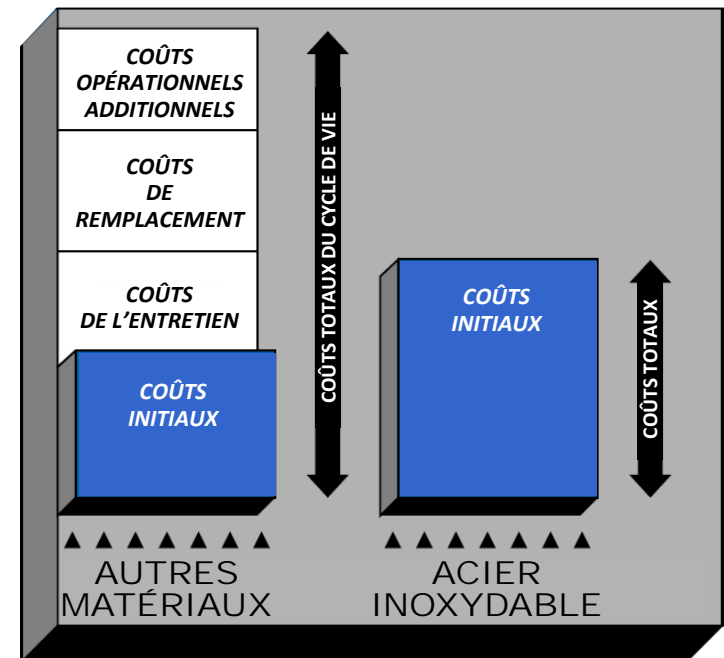 COÛTS
OPÉRATIONNELS
ADDITIONNELS
COÛTS
DE
REMPLACEMENT
COÛTS
DE L’ENTRETIEN
COÛTS
INITIAUX
COÛTS TOTAUX DU CYCLE DE VIE
COÛTS
INITIAUX
COÛTS TOTAUX
AUTRES
MATÉRIAUX
ACIER
INOXYDABLE